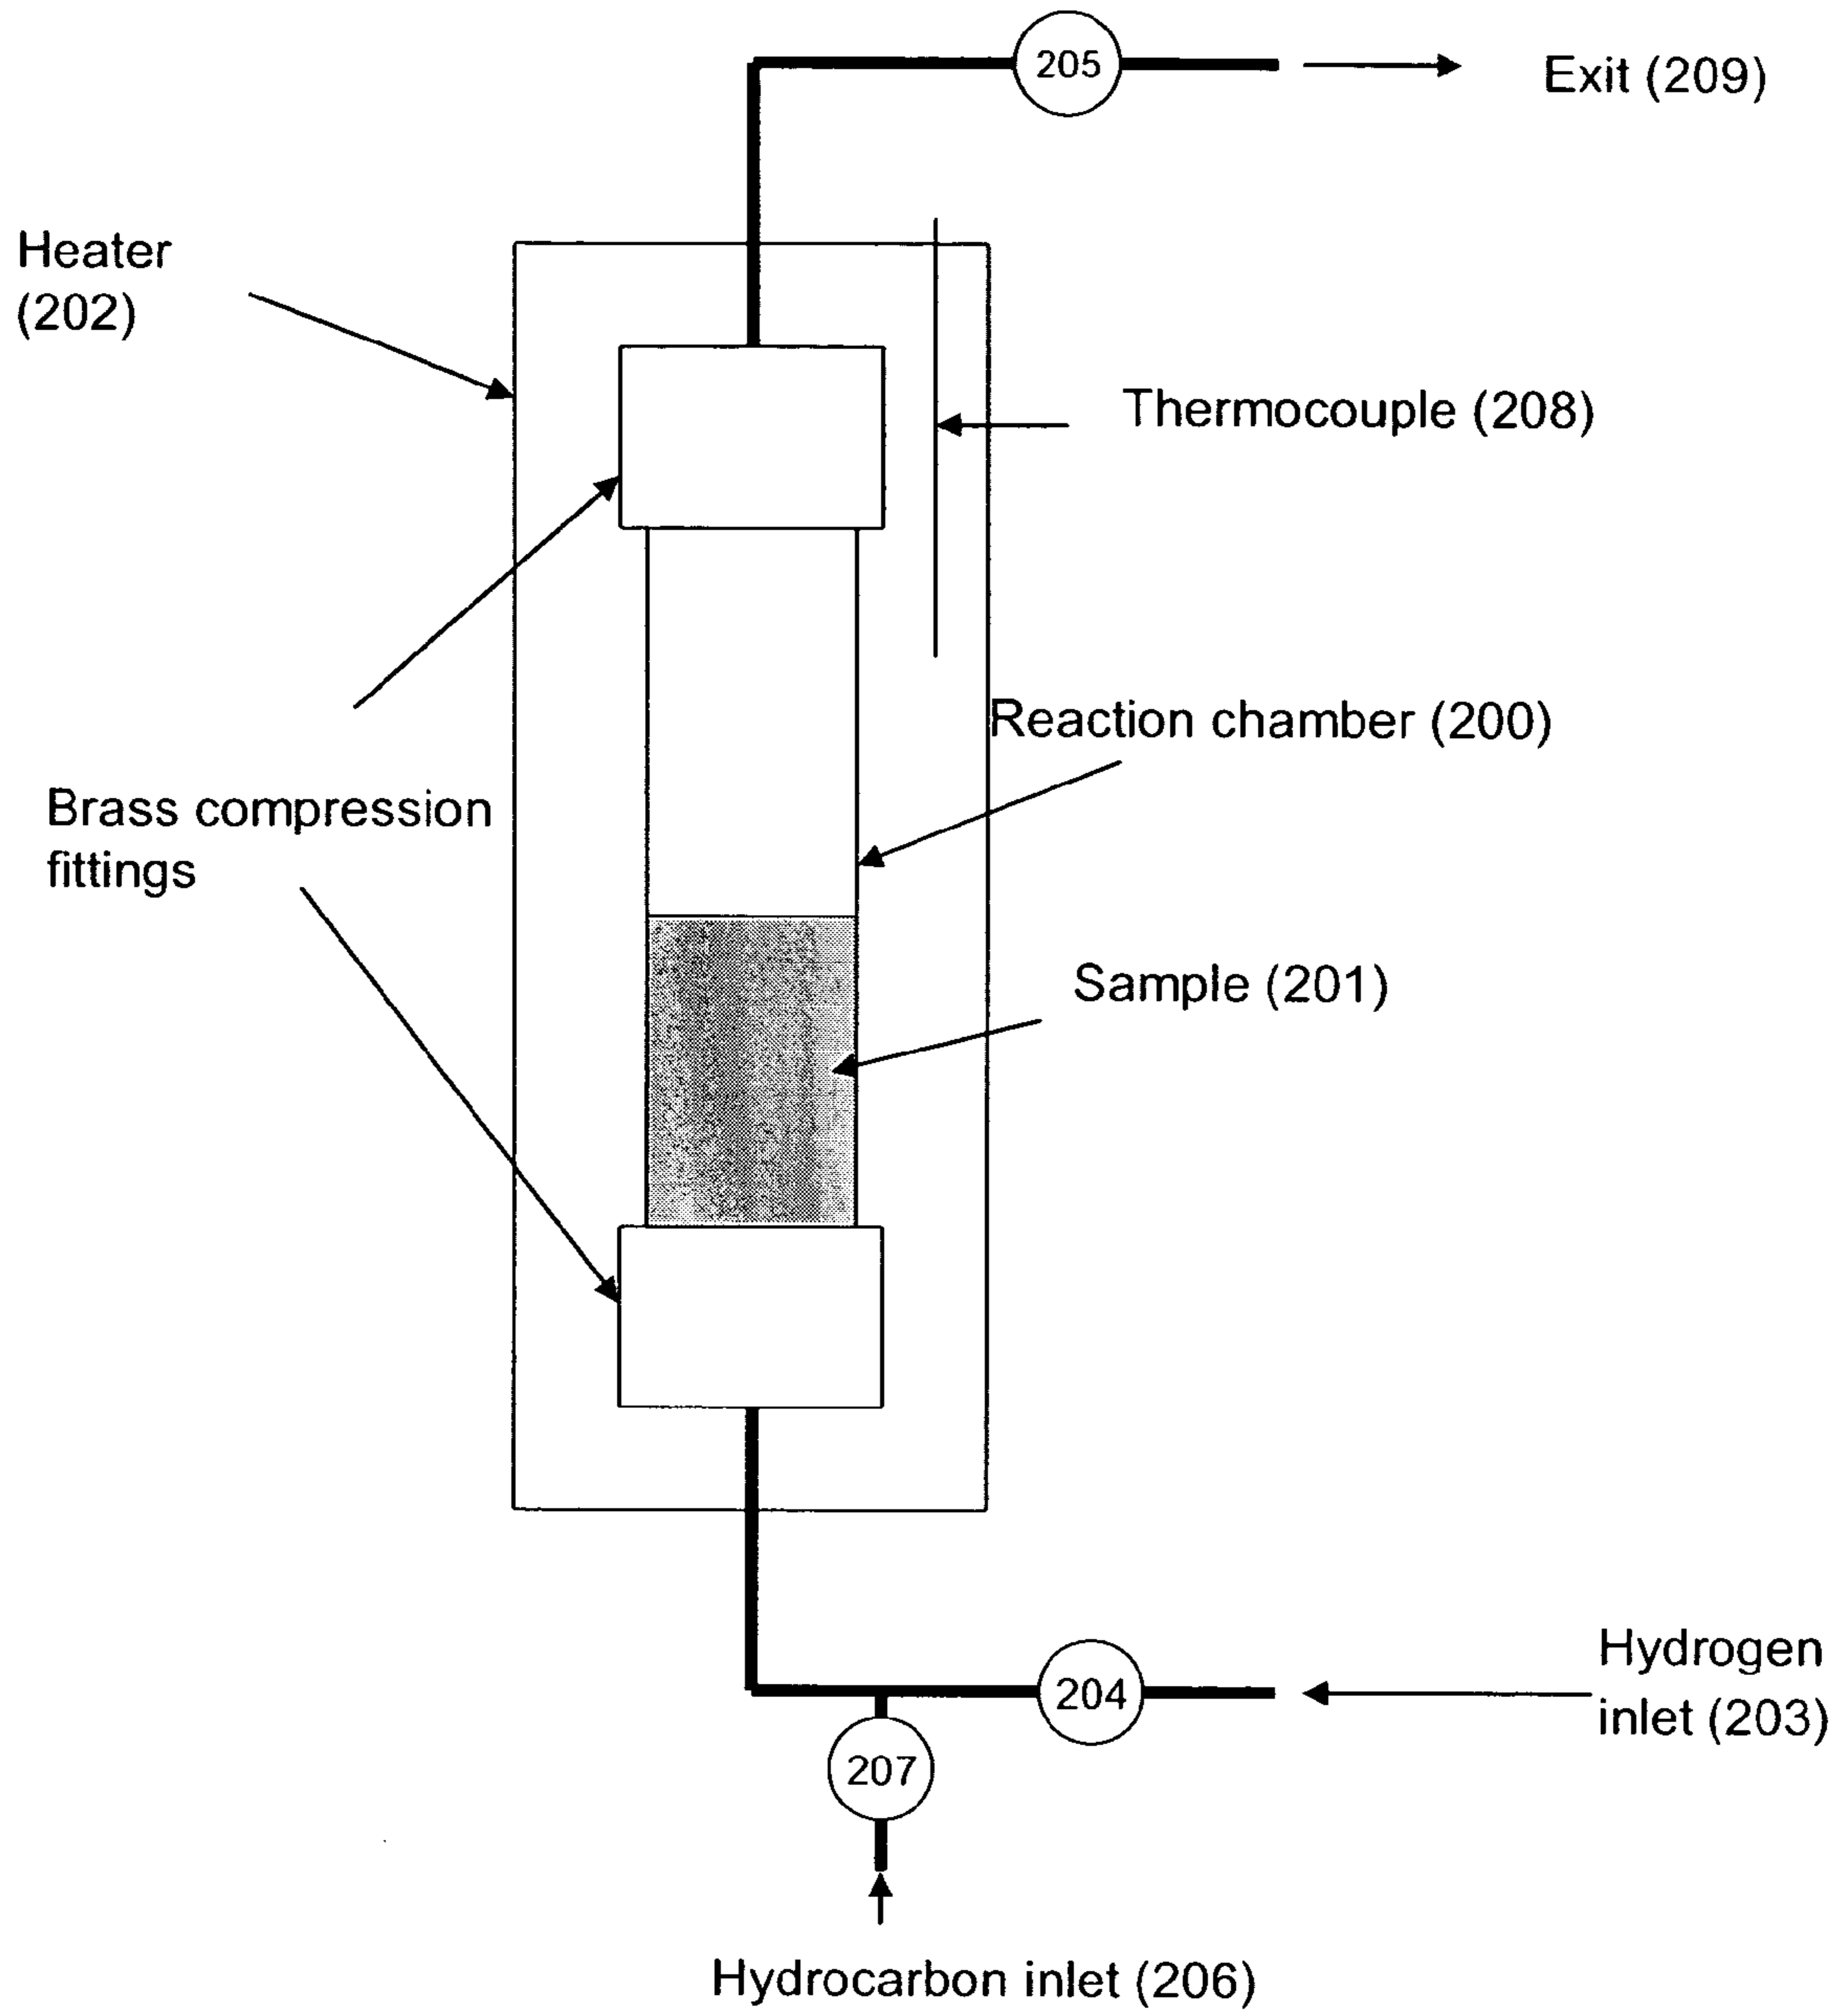 205
Exit (209)
Heater
(202)
Thermocouple (208)
Reaction chamber (200)
Brass compression
fittings
Sample (201)
Hydrogen
inlet (203)
204
207
Hydrocarbon inlet (206)